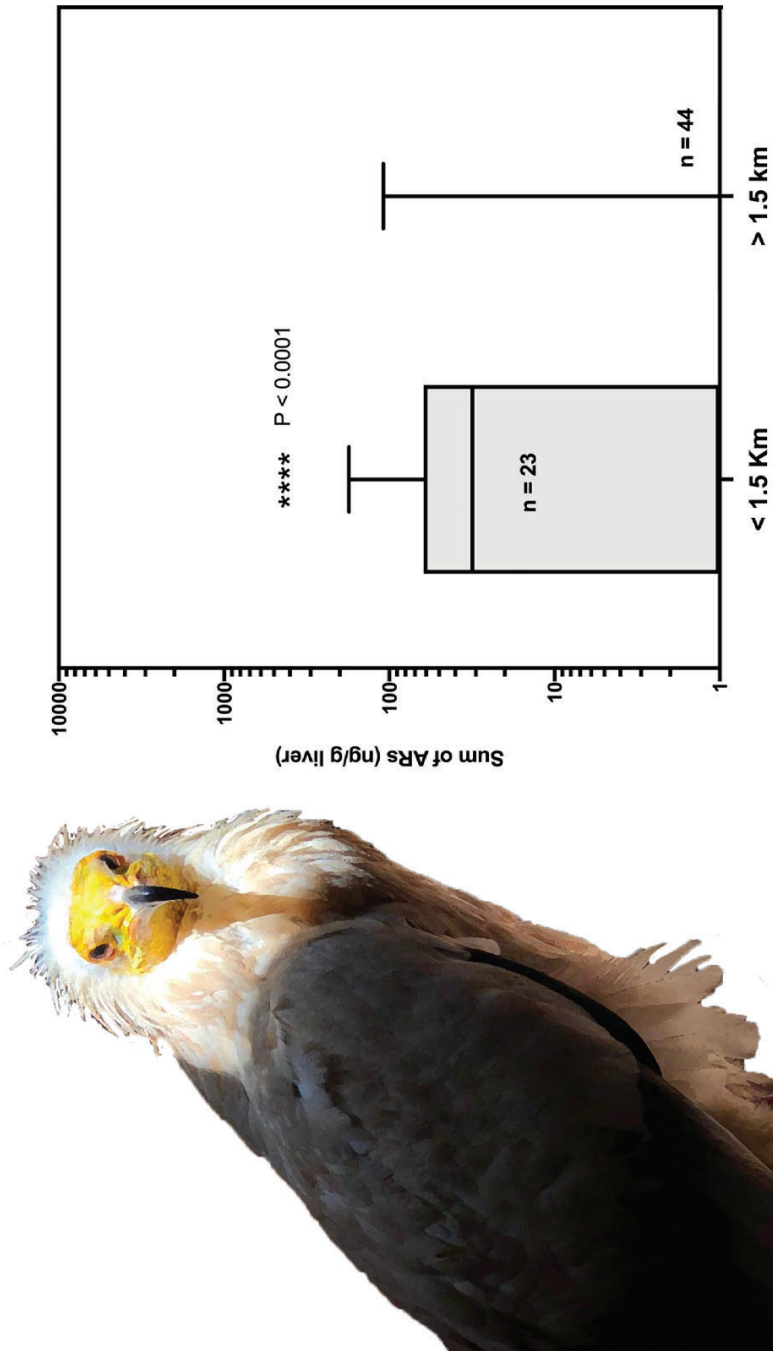 10000
1000
100
10
1
Sum of ARs (ng/g liver)
**** P < 0.0001
n = 23
n = 44
< 1.5 Km
> 1.5 km